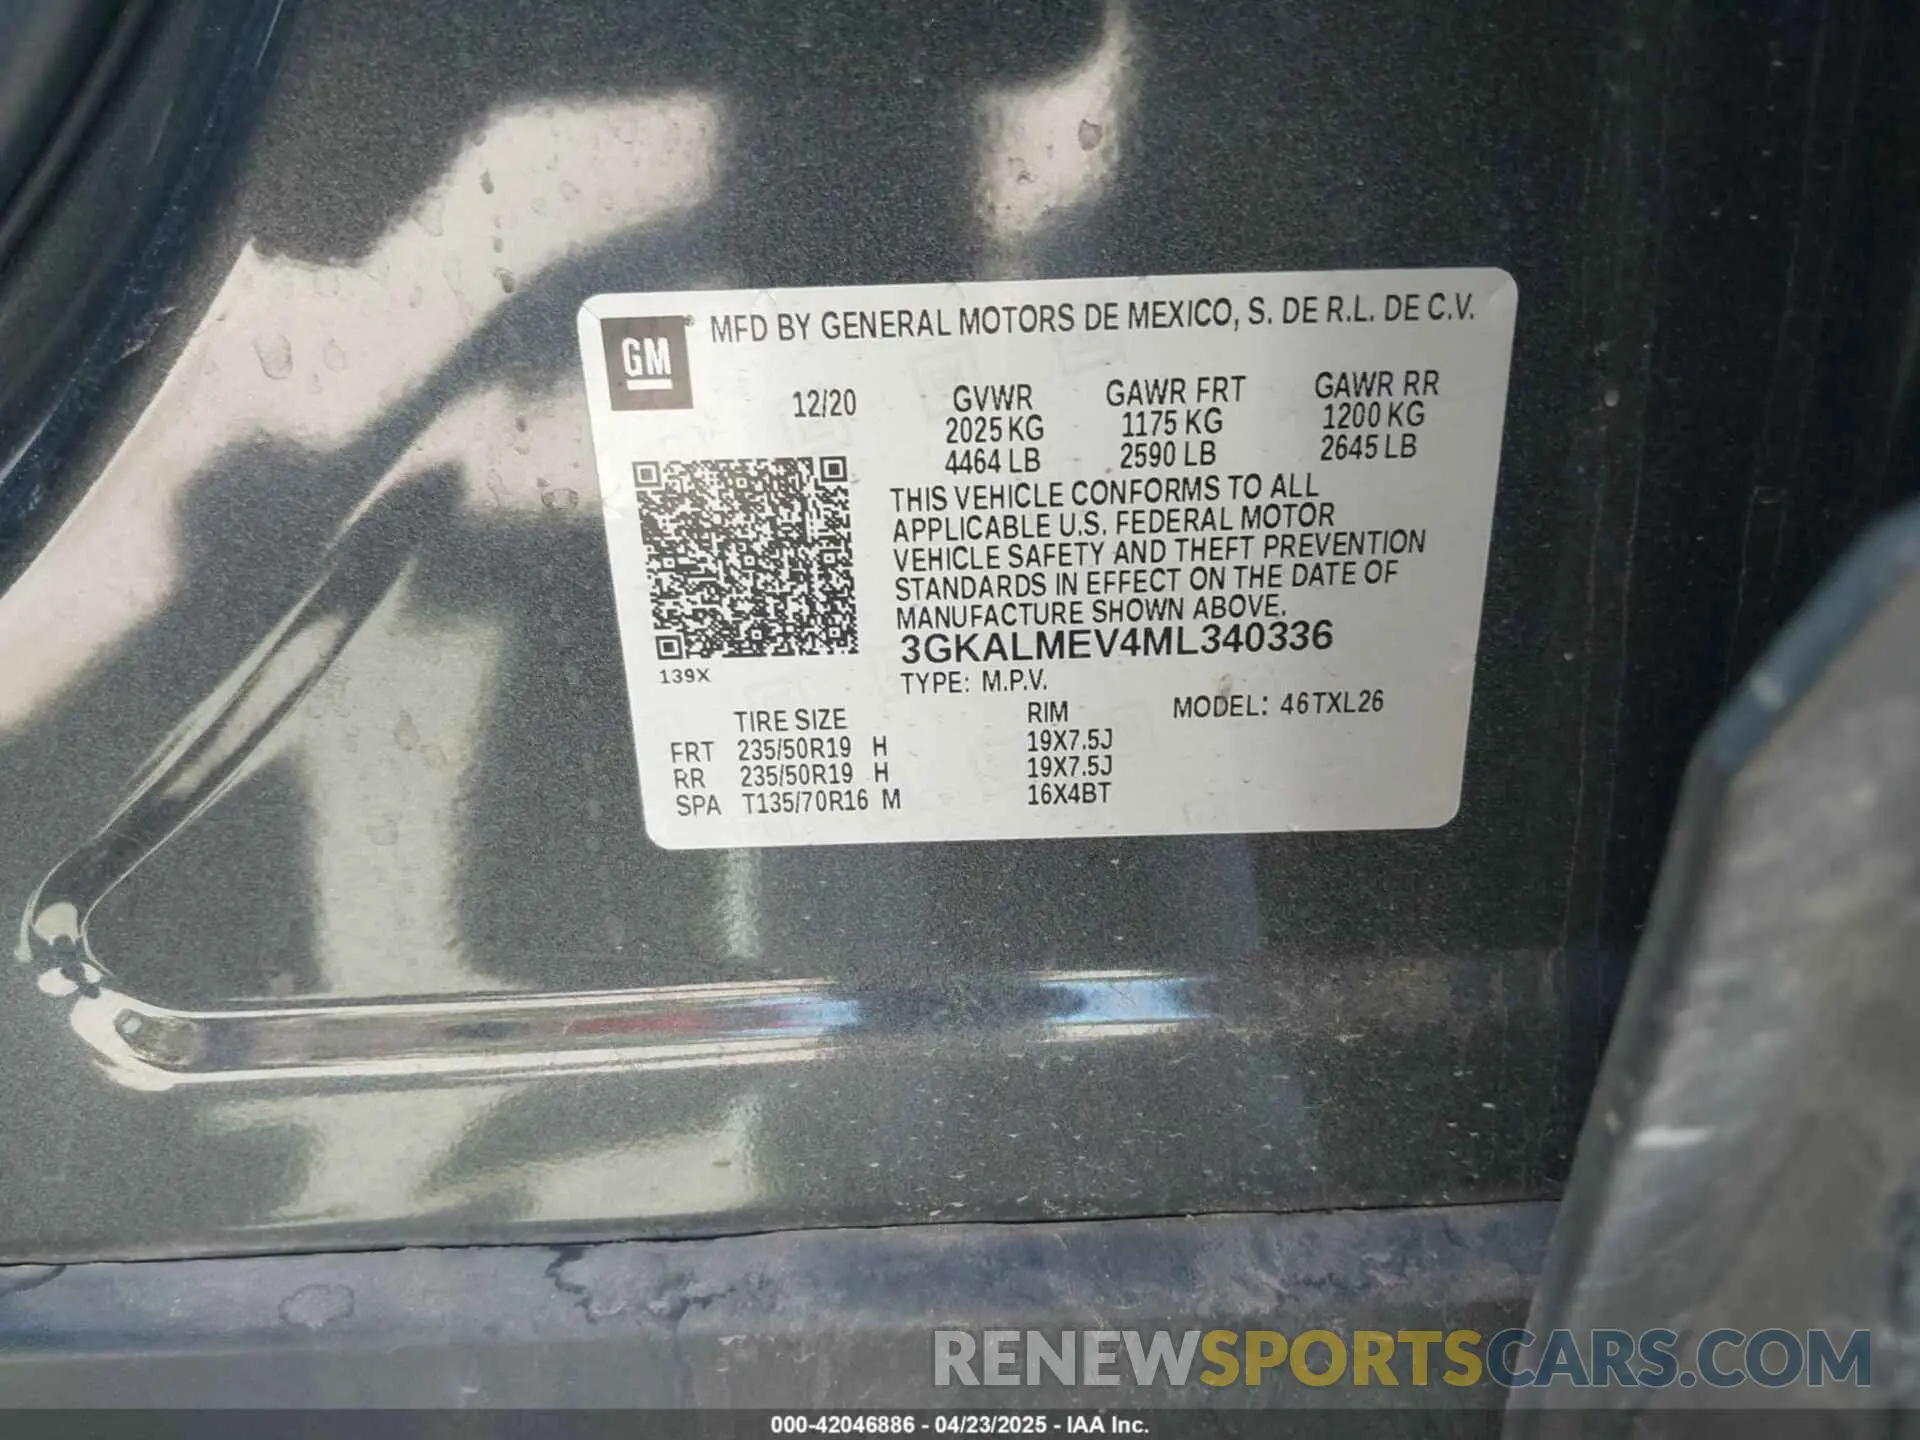 GM
® MFD BY GENERAL MOTORS DE MEXICO, S. DE R.L. DE C.V.
12/20 GVWR GAWR FRT GAWR RR
2025 KG 1175 KG 1200 KG
4464 LB 2590 LB 2645 LB
THIS VEHICLE CONFORMS TO ALL
APPLICABLE U.S. FEDERAL MOTOR
VEHICLE SAFETY AND THEFT PREVENTION
STANDARDS IN EFFECT ON THE DATE OF
MANUFACTURE SHOWN ABOVE.
3GKALMEV4ML340336
139X
TYPE: M.P.V.
MODEL: 46TXL26
TIRE SIZE RIM
FRT 235/50R19 H 19X7.5J
RR 235/50R19 H 19X7.5J
SPA T135/70R16 M 16X4BT
RENEWSPORTSCARS.COM
000-42046886 - 04/23/2025 - IAA Inc.